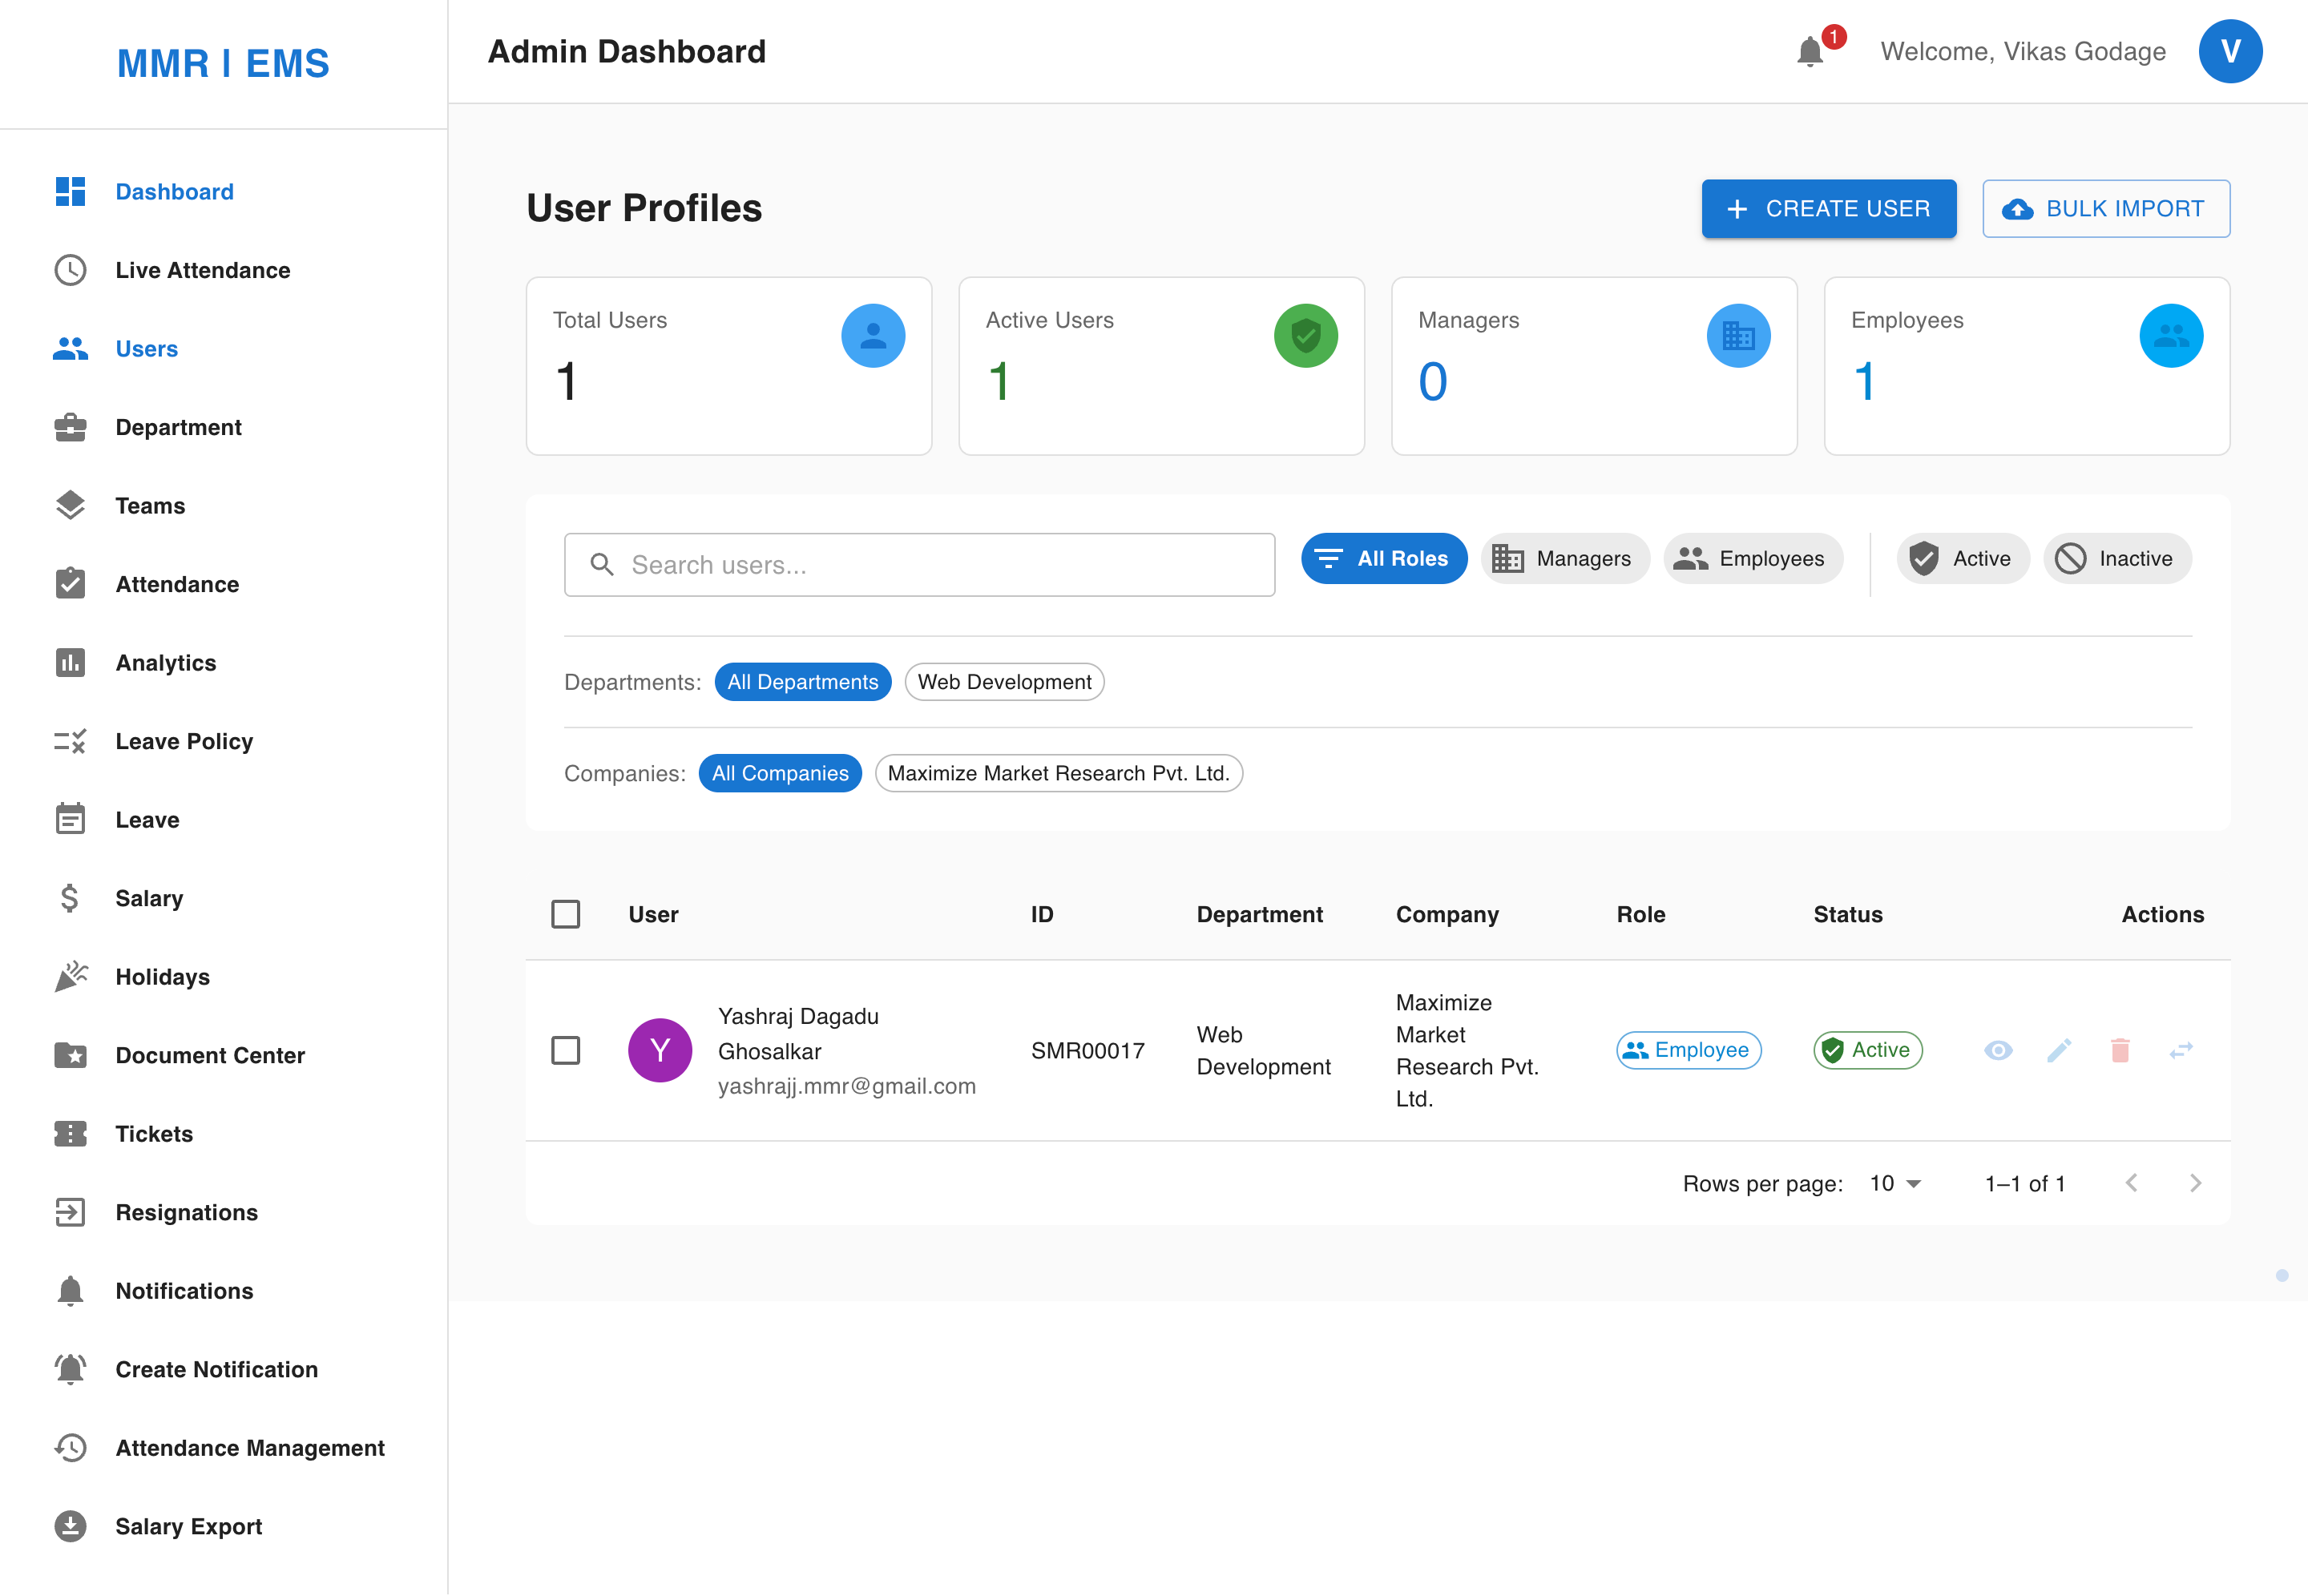 MMR | EMS
Admin Dashboard
1
Welcome, Vikas Godage
V
Dashboard
Live Attendance
Users
Department
Teams
Attendance
Analytics
Leave Policy
Leave
Salary
Holidays
Document Center
Tickets
Resignations
Notifications
Create Notification
Attendance Management
Salary Export
User Profiles
CREATE USER
BULK IMPORT
Total Users
1
Active Users
1
Managers
0
Employees
1
Search users...
All Roles
Managers
Employees
Active
Inactive
Departments: All Departments Web Development
Companies: All Companies Maximize Market Research Pvt. Ltd.
User ID Department Company Role Status Actions
Y
Yashraj Dagadu
Ghosalkar
yashrajj.mmr@gmail.com
SMR00017
Web
Development
Maximize
Market
Research Pvt.
Ltd.
Employee
Active
Rows per page: 10 1–1 of 1